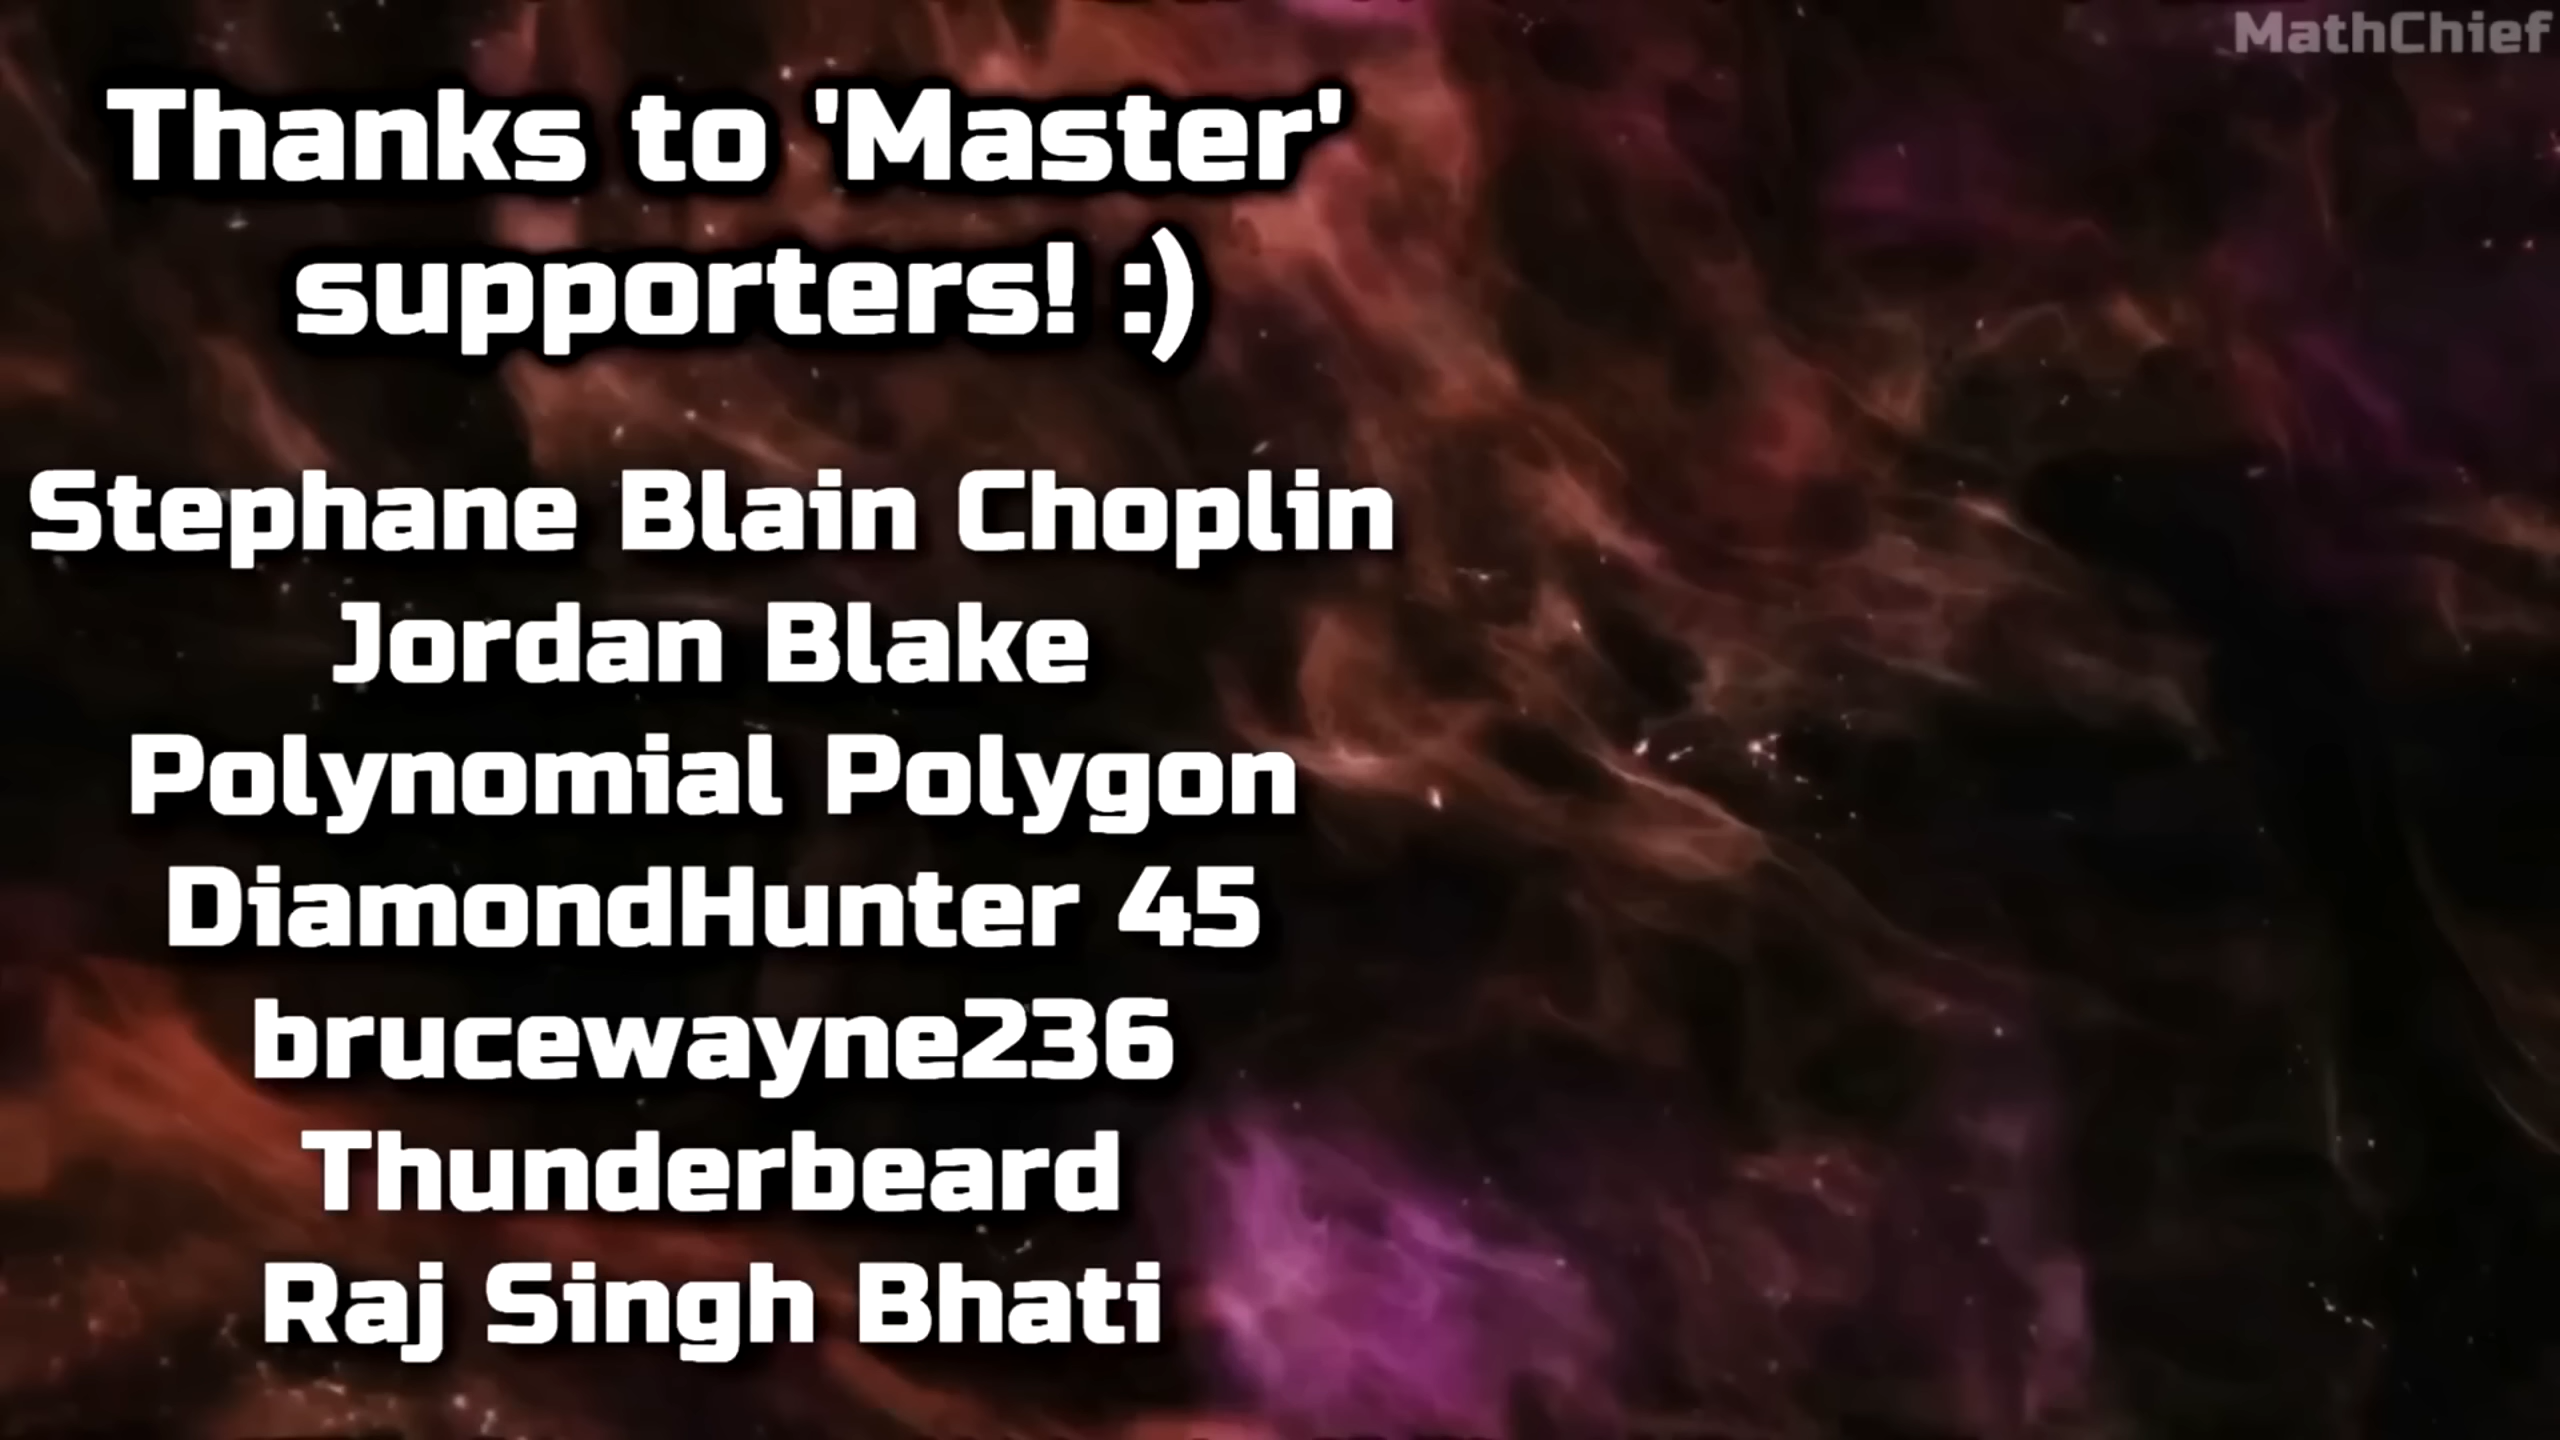 MathChief
Thanks to 'Master'
supporters! :)
Stephane Blain Choplin
Jordan Blake
Polynomial Polygon
DiamondHunter 45
brucewayne236
Thunderbeard
Raj Singh Bhati